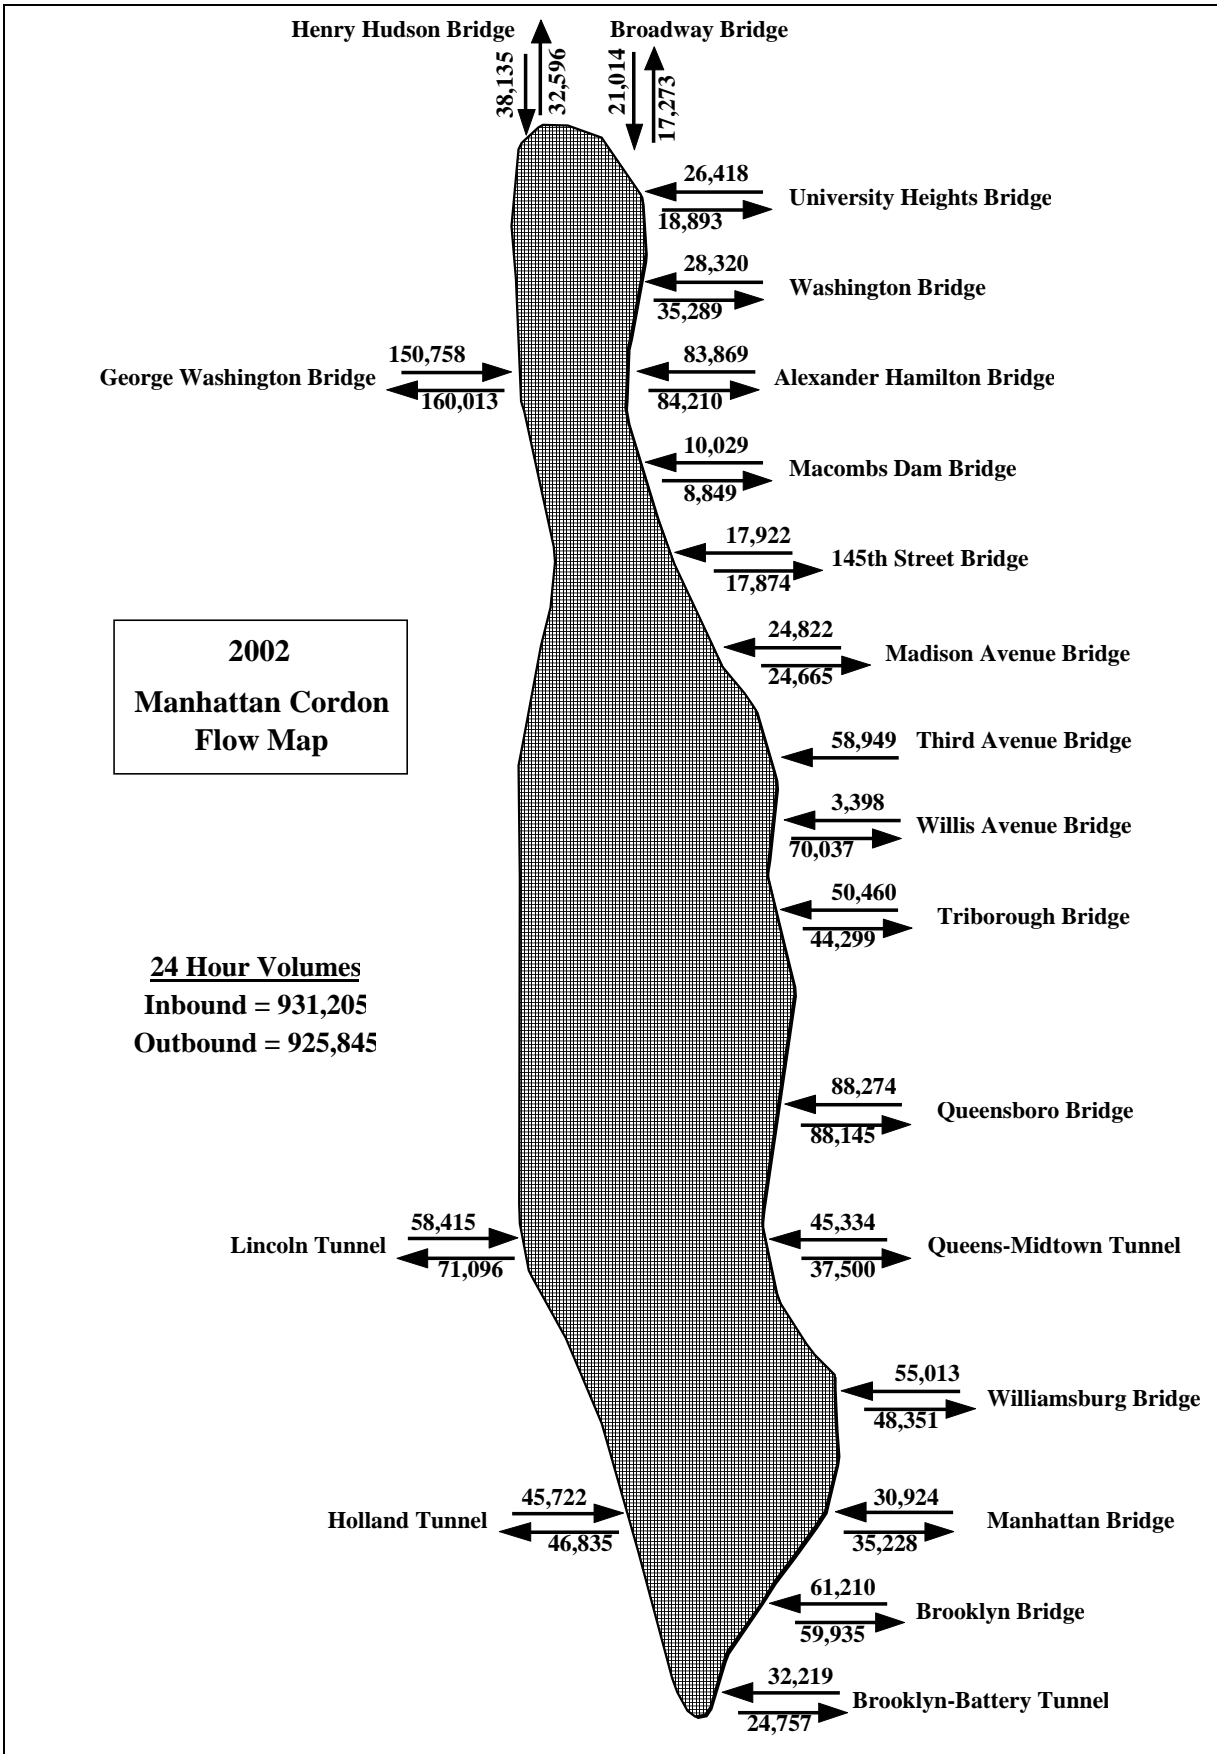 Henry Hudson Bridge
Broadway Bridge
38,135
32,596
21,014
17,273
26,418
University Heights Bridge
18,893
28,320
Washington Bridge
35,289
150,758
George Washington Bridge
160,013
83,869
Alexander Hamilton Bridge
84,210
10,029
Macombs Dam Bridge
8,849
17,922
145th Street Bridge
17,874
2002
Manhattan Cordon
Flow Map
24,822
Madison Avenue Bridge
24,665
Third Avenue Bridge
58,949
3,398
Willis Avenue Bridge
70,037
50,460
Triborough Bridge
44,299
24 Hour Volumes
Inbound = 931,205
Outbound = 925,845
88,274
Queensboro Bridge
88,145
58,415
Lincoln Tunnel
71,096
45,334
Queens-Midtown Tunnel
37,500
55,013
Williamsburg Bridge
48,351
45,722
Holland Tunnel
46,835
30,924
Manhattan Bridge
35,228
61,210
Brooklyn Bridge
59,935
32,219
Brooklyn-Battery Tunnel
24,757